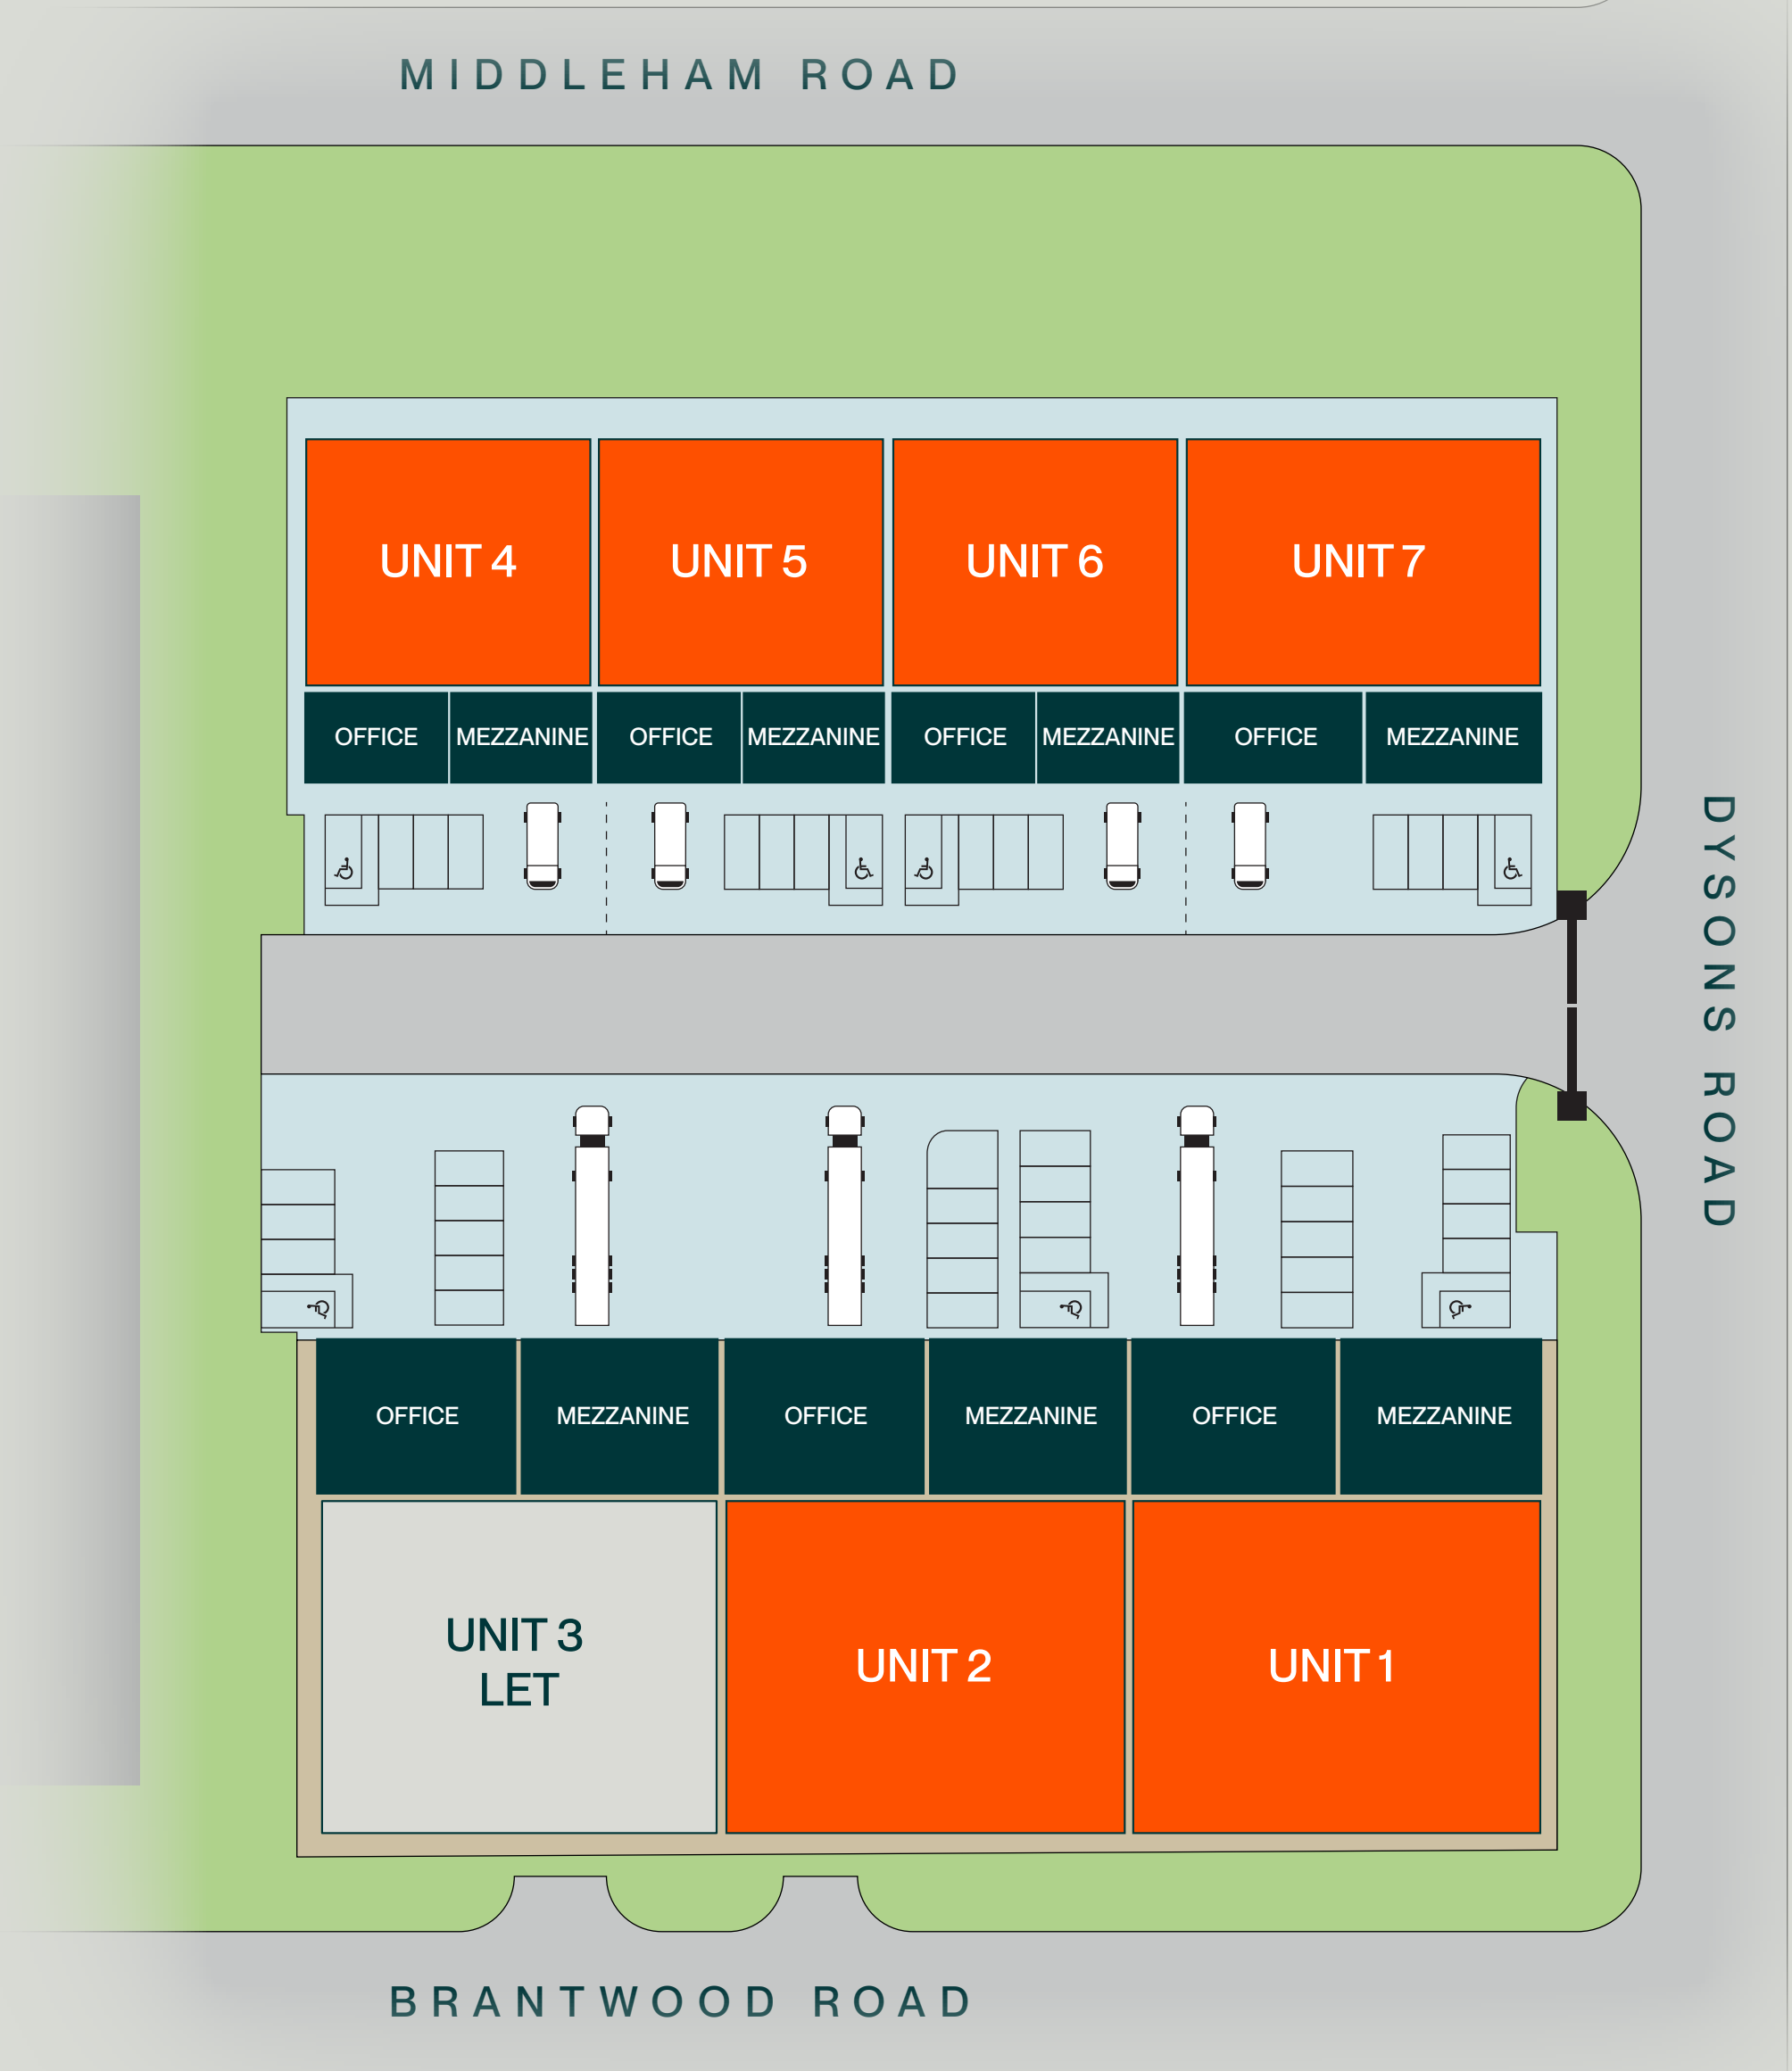 MIDDLEHAM ROAD
UNIT 4
UNIT 5
UNIT 6
UNIT 7
OFFICE
MEZZANINE
OFFICE
MEZZANINE
OFFICE
MEZZANINE
OFFICE
MEZZANINE
DYSONS ROAD
OFFICE
MEZZANINE
OFFICE
MEZZANINE
OFFICE
MEZZANINE
UNIT 3
LET
UNIT 2
UNIT 1
BRANTWOOD ROAD